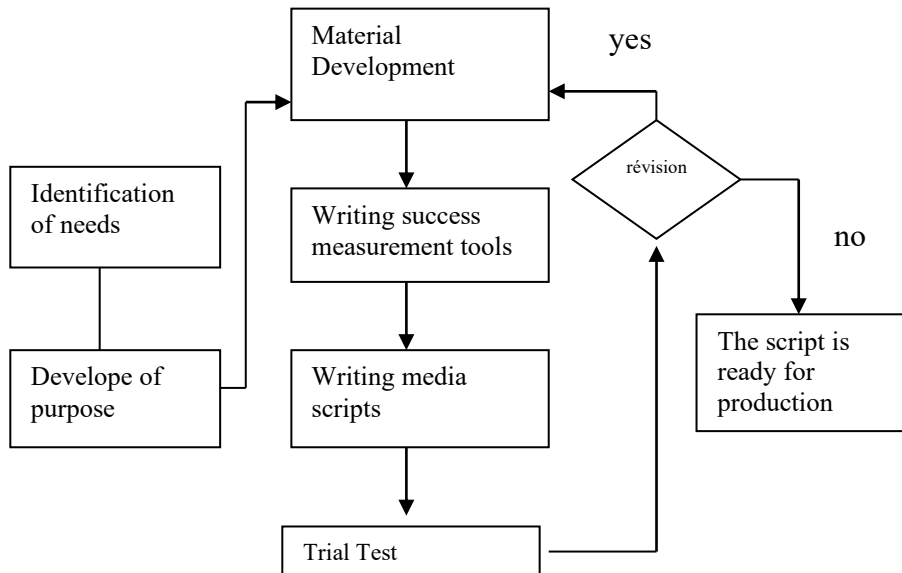 Material
Development
yes
révision
Identification
of needs
Writing success
measurement tools
no
Develope of
purpose
Writing media
scripts
The script is
ready for
production
Trial Test